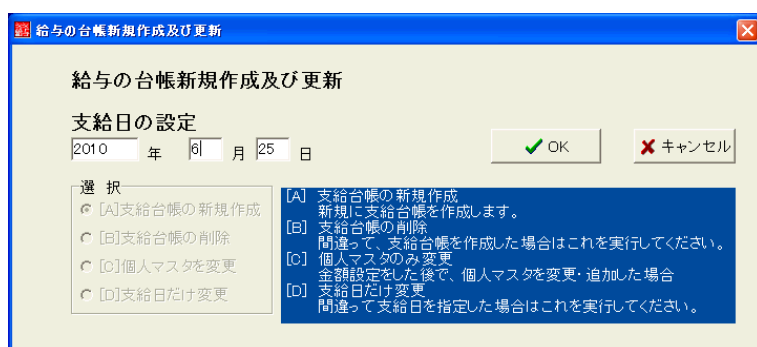 給与の台帳新規作成及び更新
給与の台帳新規作成及び更新
支給日の設定
2010 年 6 月 25 日
OK
キャンセル
選 択
[A]支給台帳の新規作成
[B]支給台帳の削除
[C]個人マスタを変更
[D]支給日だけ変更
[A] 支給台帳の新規作成
新規に支給台帳を作成します。
[B] 支給台帳の削除
間違って、支給台帳を作成した場合はこれを実行してください。
[C] 個人マスタのみ変更
金額設定をした後で、個人マスタを変更・追加した場合
[D] 支給日だけ変更
間違って支給日を指定した場合はこれを実行してください。